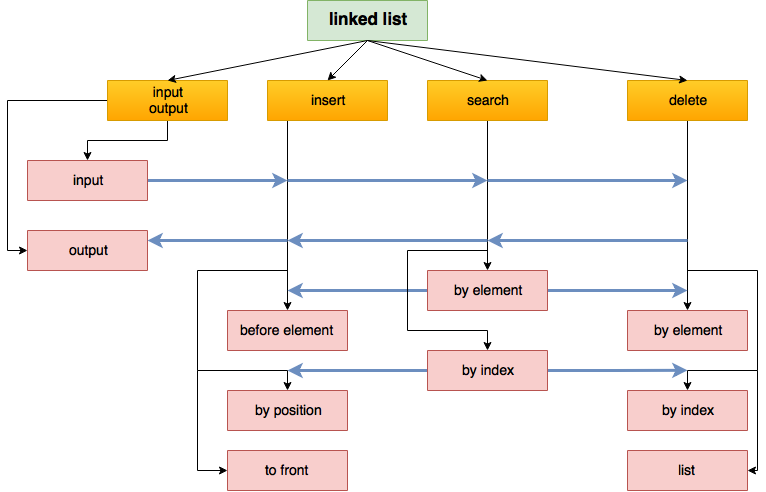 linked list
input
output
insert
search
delete
input
output
by element
before element
by element
by index
by position
by index
to front
list